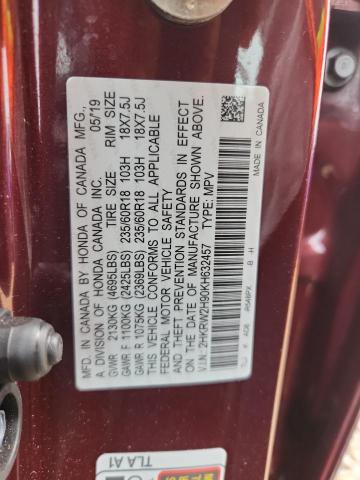 MFG. BY HONDA OF CANADA MFG., 05/19
A DIVISION OF HONDA CANADA INC.
TIRE SIZE RIM SIZE
GVWR 2130KG (4695LBS)
GAWR F 1100KG (2425LBS) 235/60R18 103H 18X7.5J
GAWR R 1075KG (2369LBS) 235/60R18 103H 18X7.5J
THIS VEHICLE CONFORMS TO ALL APPLICABLE
FEDERAL MOTOR VEHICLE SAFETY
AND THEFT PREVENTION STANDARDS IN EFFECT
ON THE DATE OF MANUFACTURE SHOWN ABOVE.
V.I.N.: 2HKRW2H90KH632457 TYPE: MPV
MADE IN CANADA
B H
TLA A1